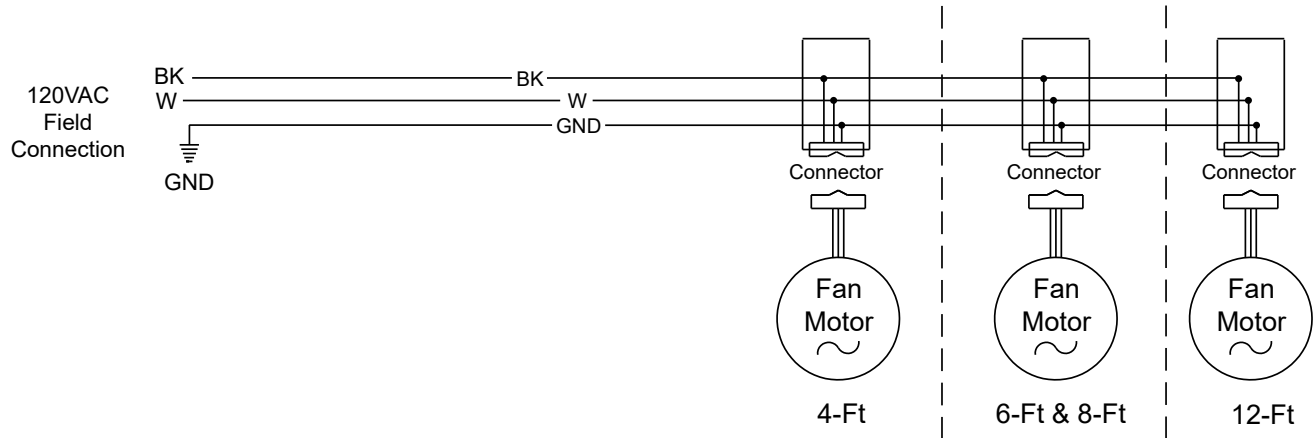 120VAC
Field
Connection
BK
W
GND
BK
W
GND
Connector
Connector
Connector
Fan
Motor
Fan
Motor
Fan
Motor
4-Ft
6-Ft & 8-Ft
12-Ft